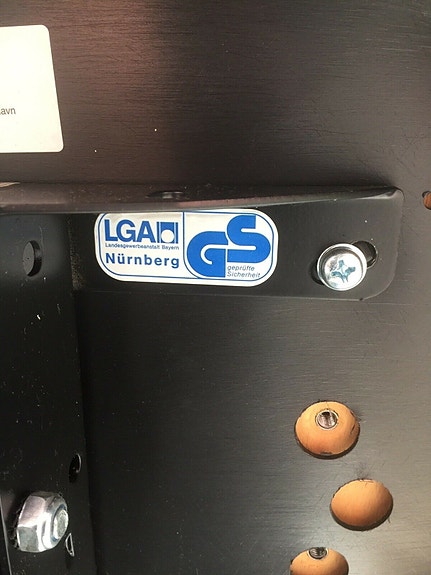 avn
LGA
Landesgewerbeanstalt Bayern
Nürnberg
GS
geprüfte
Sicherheit